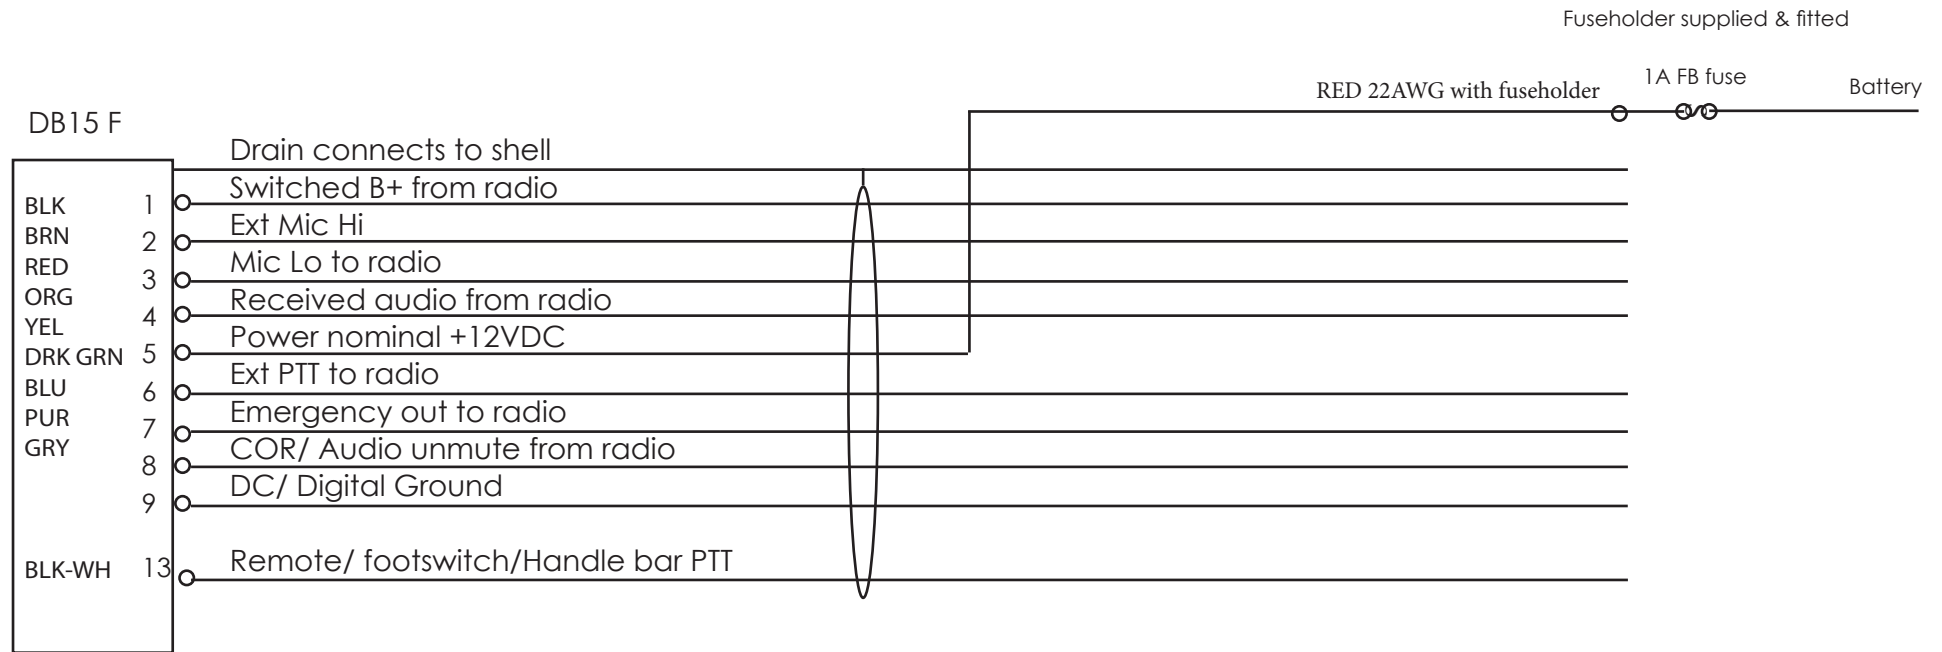 Fuseholder supplied & fitted
1A FB fuse
RED 22AWG with fuseholder
Battery
DB15 F
Drain connects to shell
BLK 1 Switched B+ from radio
BRN 2 Ext Mic Hi
RED 3 Mic Lo to radio
ORG 4 Received audio from radio
YEL 5 Power nominal +12VDC
DRK GRN 6 Ext PTT to radio
BLU 7 Emergency out to radio
PUR 8 COR/ Audio unmute from radio
GRY 9 DC/ Digital Ground
BLK-WH 13 Remote/ footswitch/Handle bar PTT